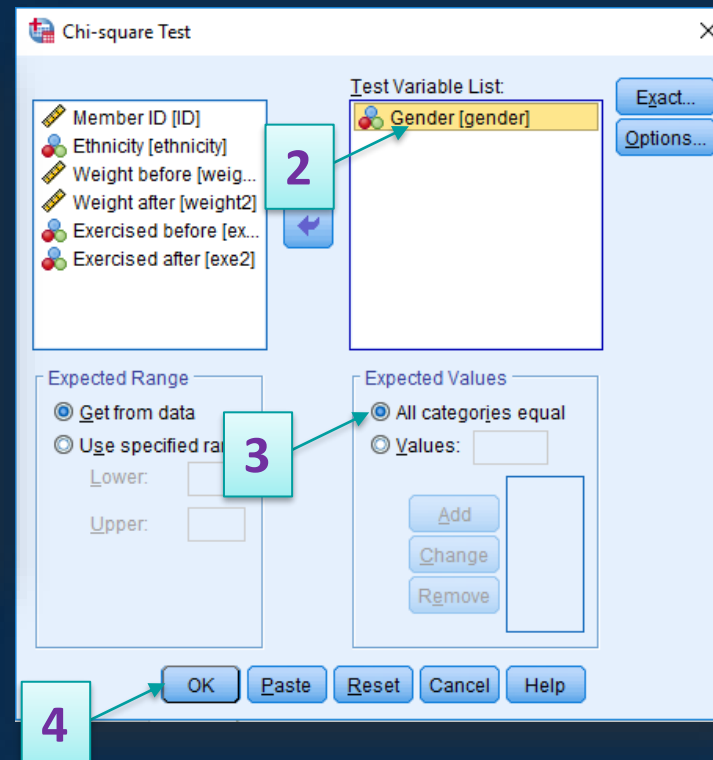 Chi-square Test
Test Variable List:
Member ID [ID]
Ethnicity [ethnicity]
Weight before [weig...
Weight after [weight2]
Exercised before [ex...
Exercised after [exe2]
2
Gender [gender]
Exact...
Options...
Expected Range
Get from data
Use specified ra
Lower:
Upper:
3
Expected Values
All categories equal
Values:
Add
Change
Remove
4
OK Paste Reset Cancel Help